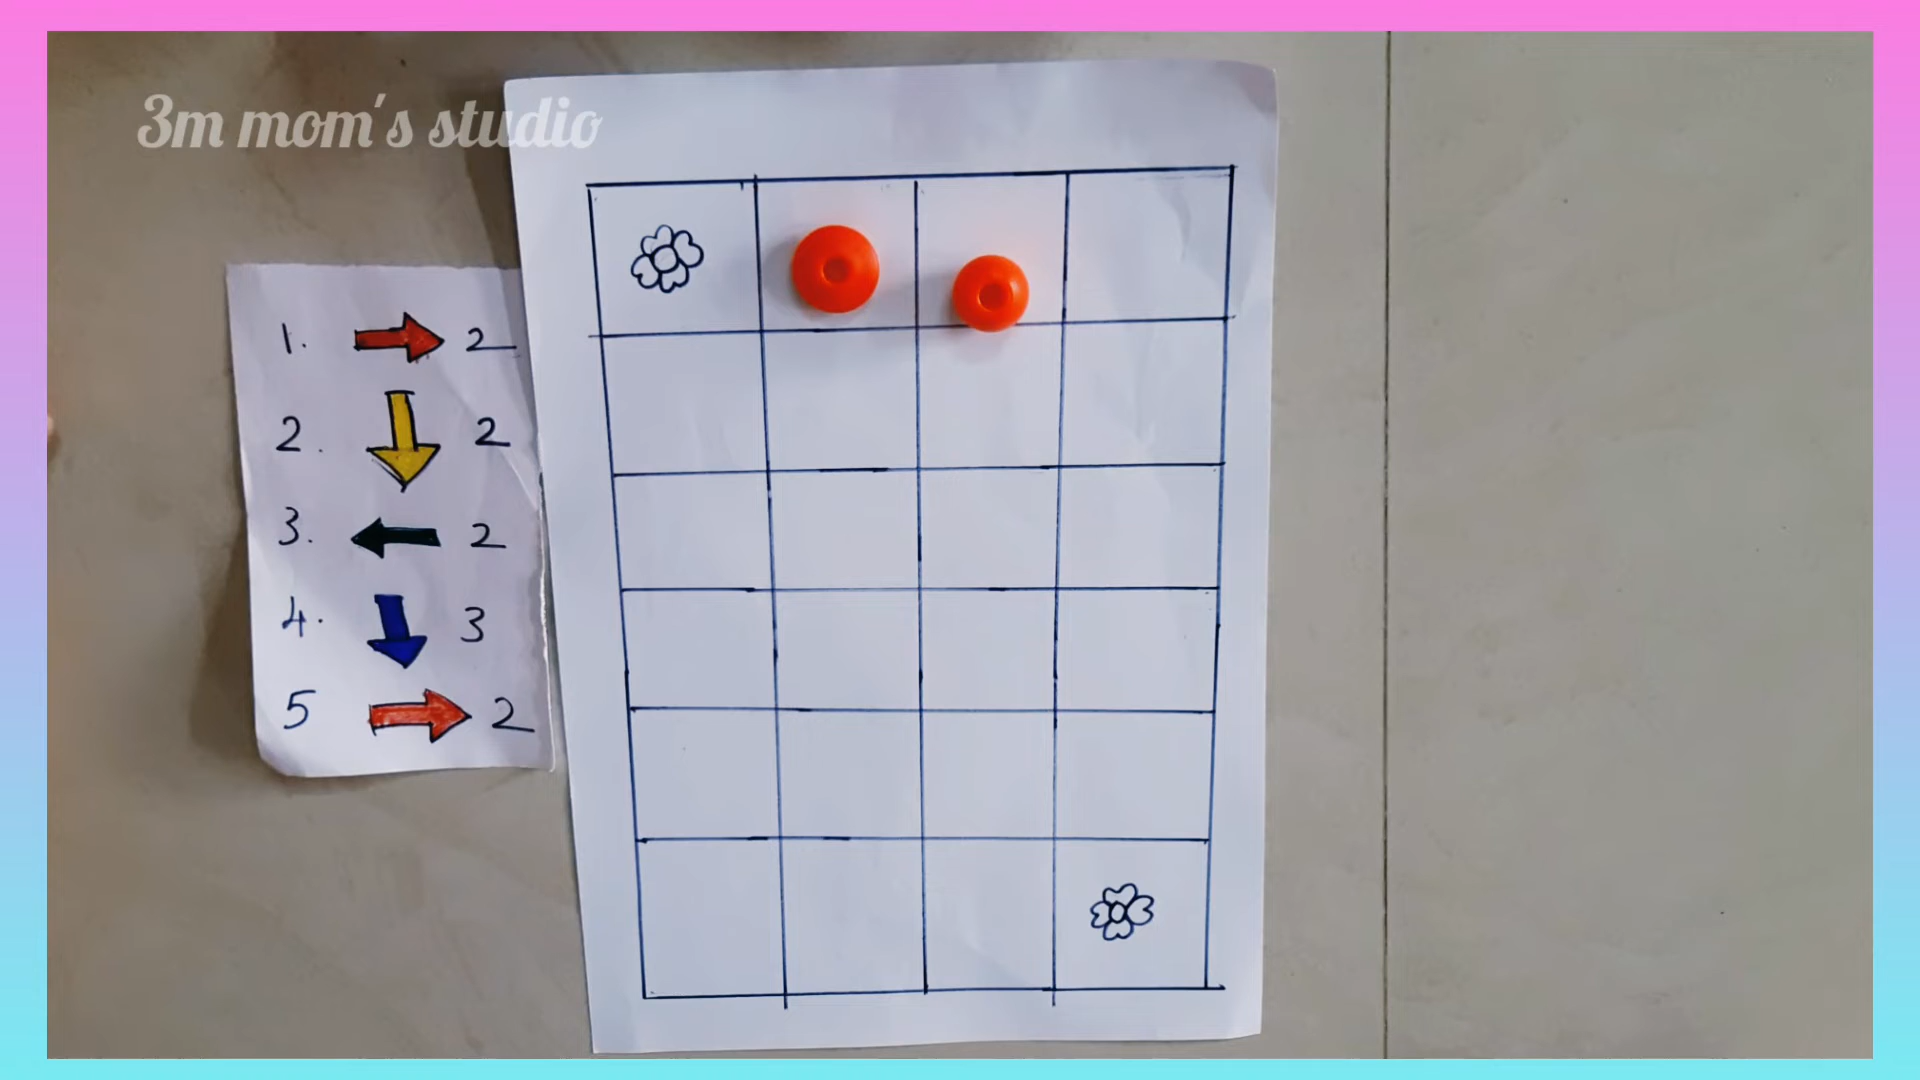 3m mom's studio
1. → 2
2. ↓ 2
3. ← 2
4. ↓ 3
5 → 2